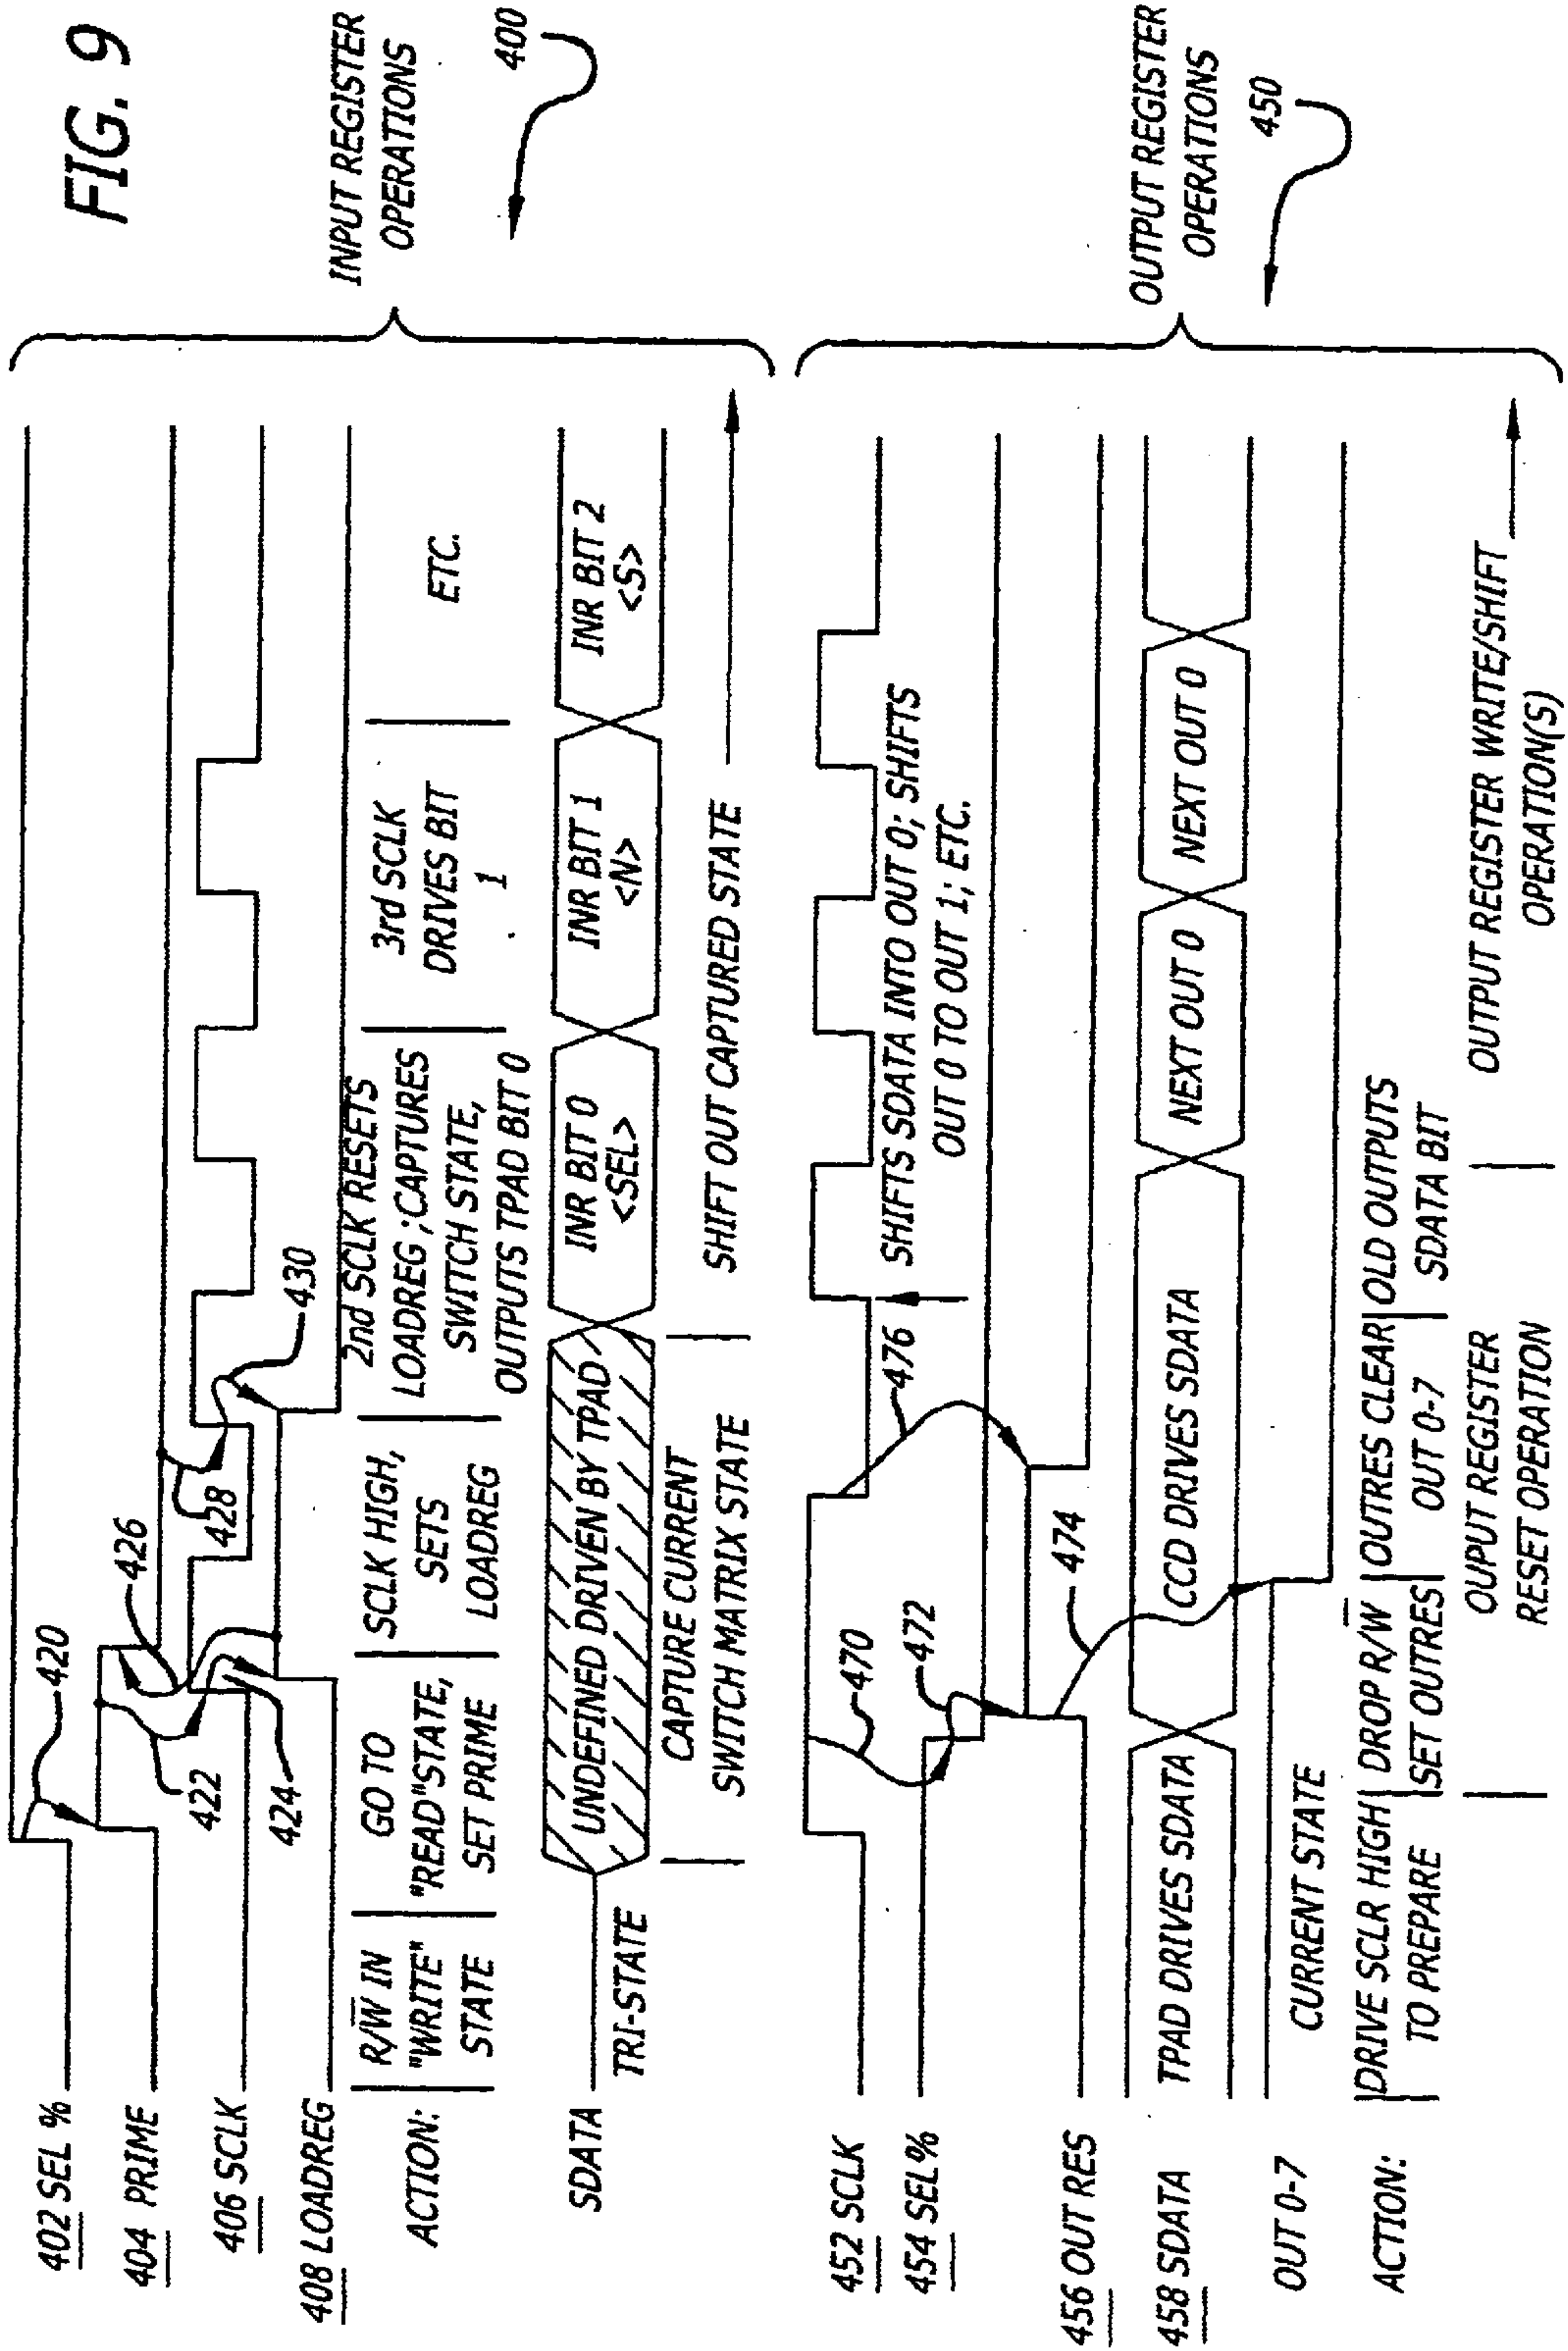 FIG. 9
INPUT REGISTER
OPERATIONS
400
402 SEL %
404 PRIME
406 SCLK
408 LOADREG
420
422
424
426
428
430
ACTION:
R/W̅ IN
"WRITE"
STATE
GO TO
"READ"STATE,
SET PRIME
SCLK HIGH,
SETS
LOADREG
2nd SCLK RESETS
LOADREG ;CAPTURES
SWITCH STATE,
OUTPUTS TPAD BIT 0
3rd SCLK
DRIVES BIT
1
ETC.
SDATA
TRI-STATE
UNDEFINED DRIVEN BY TPAD
INR BIT 0
<SEL>
INR BIT 1
<N>
INR BIT 2
<S>
CAPTURE CURRENT
SWITCH MATRIX STATE
SHIFT OUT CAPTURED STATE
OUTPUT REGISTER
OPERATIONS
450
452 SCLK
454 SEL%
456 OUT RES
458 SDATA
470
472
474
476
SHIFTS SDATA INTO OUT 0; SHIFTS
OUT 0 TO OUT 1; ETC.
TPAD DRIVES SDATA
CCD DRIVES SDATA
NEXT OUT 0
NEXT OUT 0
OUT 0-7
CURRENT STATE
ACTION:
DRIVE SCLR HIGH
TO PREPARE
DROP R/W̅
SET OUTRES
OUTRES CLEAR
OUT 0-7
OLD OUTPUTS
SDATA BIT
OUPUT REGISTER
RESET OPERATION
OUTPUT REGISTER WRITE/SHIFT
OPERATION(S)